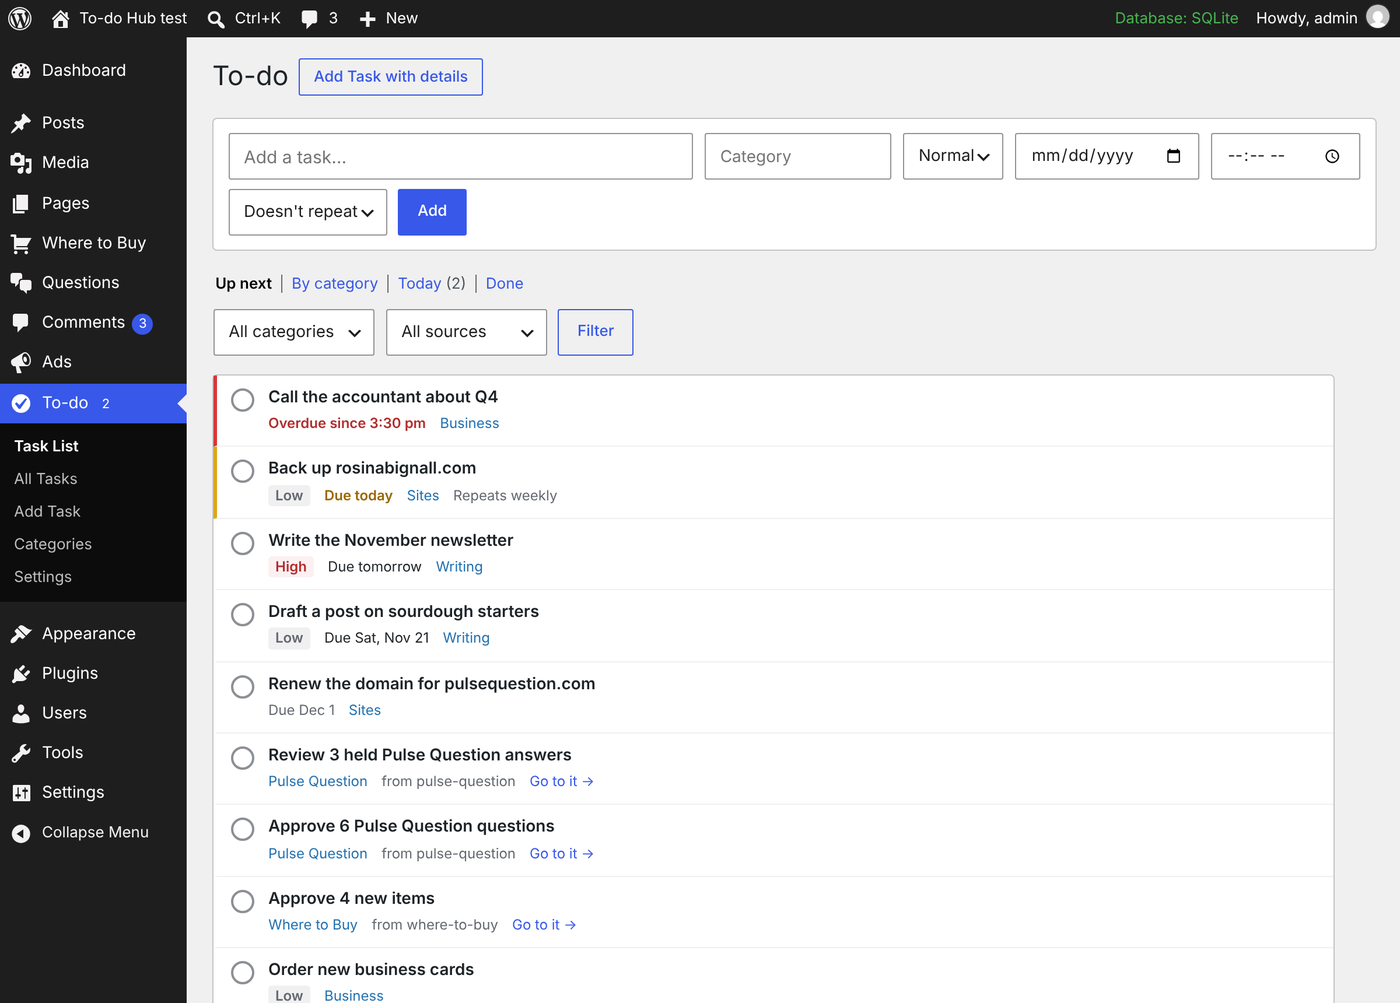 To-do Hub test Ctrl+K 3 New Database: SQLite Howdy, admin
Dashboard
Posts
Media
Pages
Where to Buy
Questions
Comments 3
Ads
To-do 2
Task List
All Tasks
Add Task
Categories
Settings
Appearance
Plugins
Users
Tools
Settings
Collapse Menu
To-do Add Task with details
Add a task... Category Normal mm/dd/yyyy --:-- --
Doesn't repeat Add
Up next | By category | Today (2) | Done
All categories All sources Filter
Call the accountant about Q4
Overdue since 3:30 pm Business
Back up rosinabignall.com
Low Due today Sites Repeats weekly
Write the November newsletter
High Due tomorrow Writing
Draft a post on sourdough starters
Low Due Sat, Nov 21 Writing
Renew the domain for pulsequestion.com
Due Dec 1 Sites
Review 3 held Pulse Question answers
Pulse Question from pulse-question Go to it →
Approve 6 Pulse Question questions
Pulse Question from pulse-question Go to it →
Approve 4 new items
Where to Buy from where-to-buy Go to it →
Order new business cards
Low Business